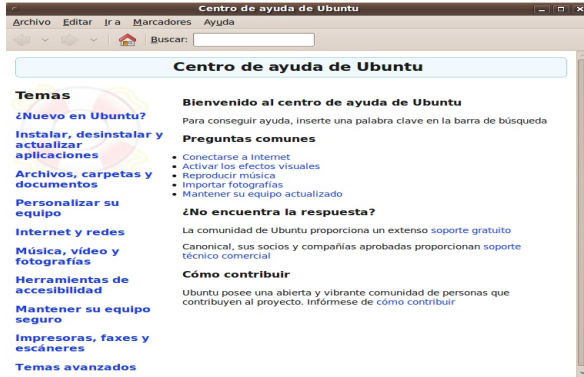 Centro de ayuda de Ubuntu
Archivo Editar Ir a Marcadores Ayuda
Buscar:
Centro de ayuda de Ubuntu
Temas
¿Nuevo en Ubuntu?
Instalar, desinstalar y
actualizar
aplicaciones
Archivos, carpetas y
documentos
Personalizar su
equipo
Internet y redes
Música, vídeo y
fotografías
Herramientas de
accesibilidad
Mantener su equipo
seguro
Impresoras, faxes y
escáneres
Temas avanzados
Bienvenido al centro de ayuda de Ubuntu
Para conseguir ayuda, inserte una palabra clave en la barra de búsqueda
Preguntas comunes
Conectarse a Internet
Activar los efectos visuales
Reproducir música
Importar fotografías
Mantener su equipo actualizado
¿No encuentra la respuesta?
La comunidad de Ubuntu proporciona un extenso soporte gratuito
Canonical, sus socios y compañías aprobadas proporcionan soporte
técnico comercial
Cómo contribuir
Ubuntu posee una abierta y vibrante comunidad de personas que
contribuyen al proyecto. Infórmese de cómo contribuir